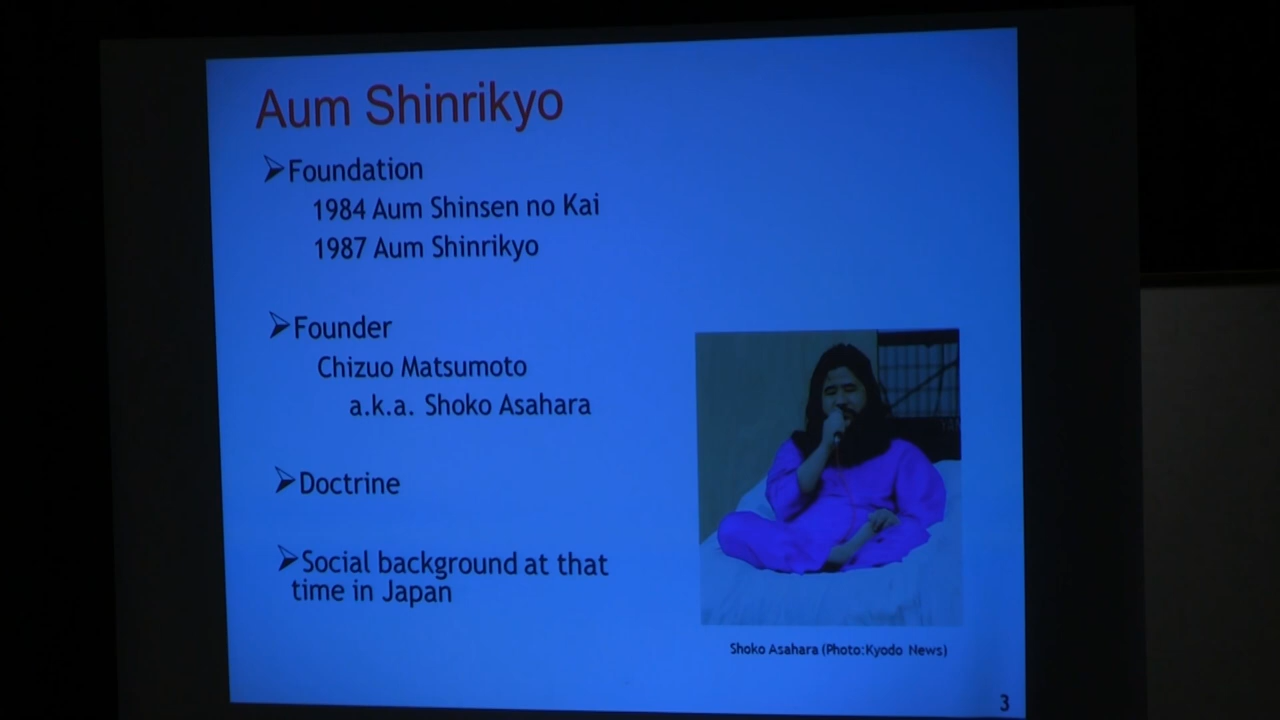 Aum Shinrikyo
Foundation
1984 Aum Shinsen no Kai
1987 Aum Shinrikyo
Founder
Chizuo Matsumoto
a.k.a. Shoko Asahara
Doctrine
Social background at that
time in Japan
Shoko Asahara (Photo:Kyodo News)
3